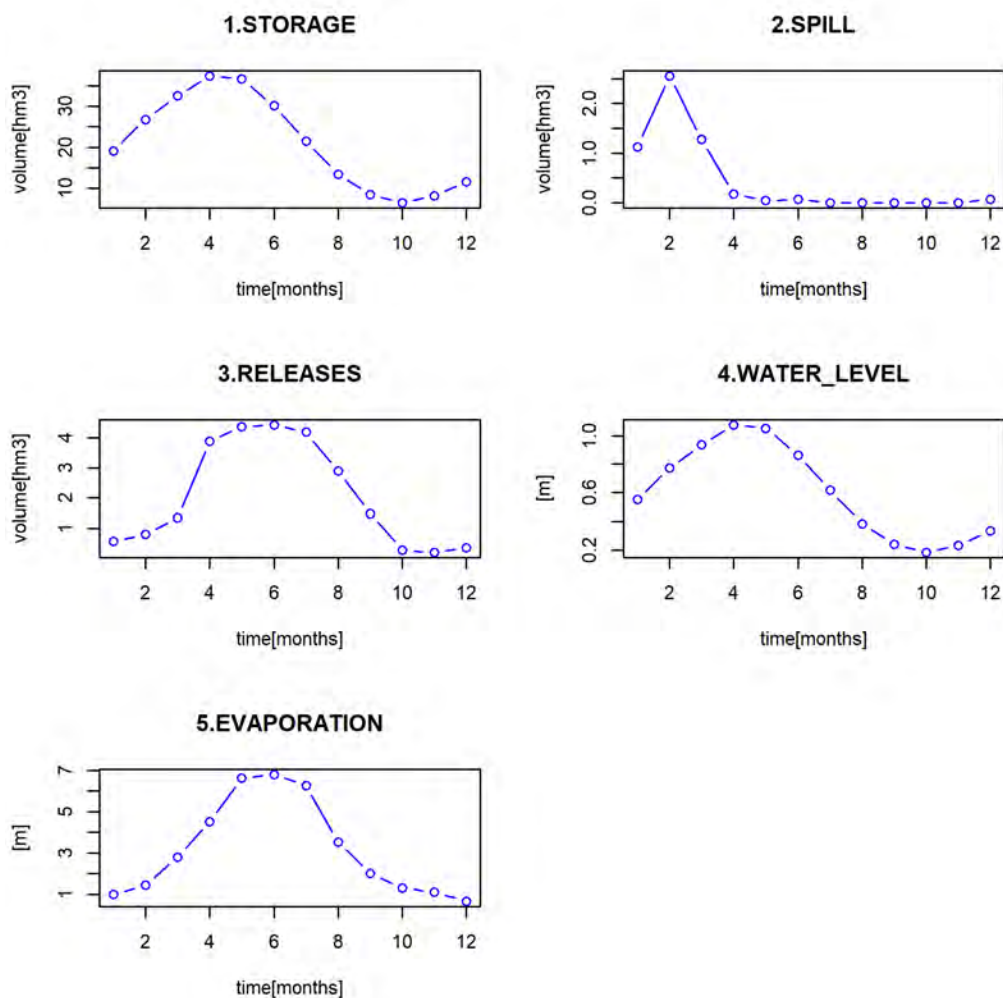 1.STORAGE
volume[hm3]
10 20 30
2 4 6 8 10 12
time[months]
2.SPILL
volume[hm3]
0.0 1.0 2.0
2 4 6 8 10 12
time[months]
3.RELEASES
volume[hm3]
1 2 3 4
2 4 6 8 10 12
time[months]
4.WATER_LEVEL
[m]
0.2 0.6 1.0
2 4 6 8 10 12
time[months]
5.EVAPORATION
[m]
1 3 5 7
2 4 6 8 10 12
time[months]